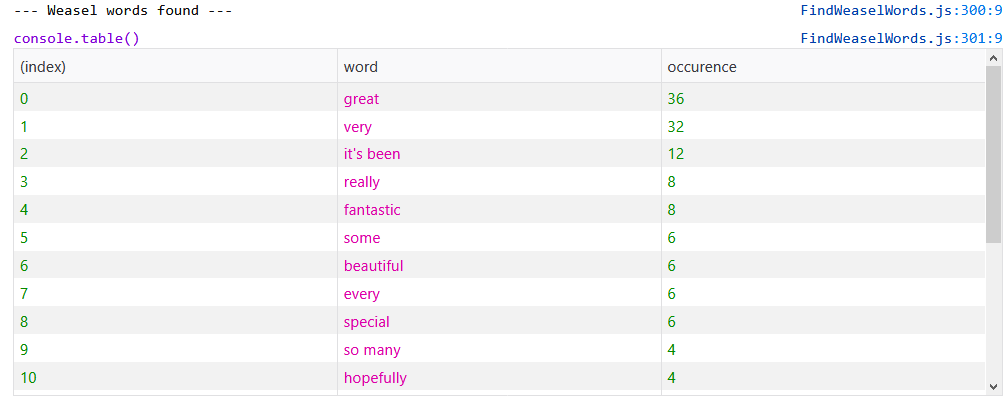 --- Weasel words found --- FindWeaselWords.js:300:9
console.table() FindWeaselWords.js:301:9
(index) word occurence
0 great 36
1 very 32
2 it's been 12
3 really 8
4 fantastic 8
5 some 6
6 beautiful 6
7 every 6
8 special 6
9 so many 4
10 hopefully 4